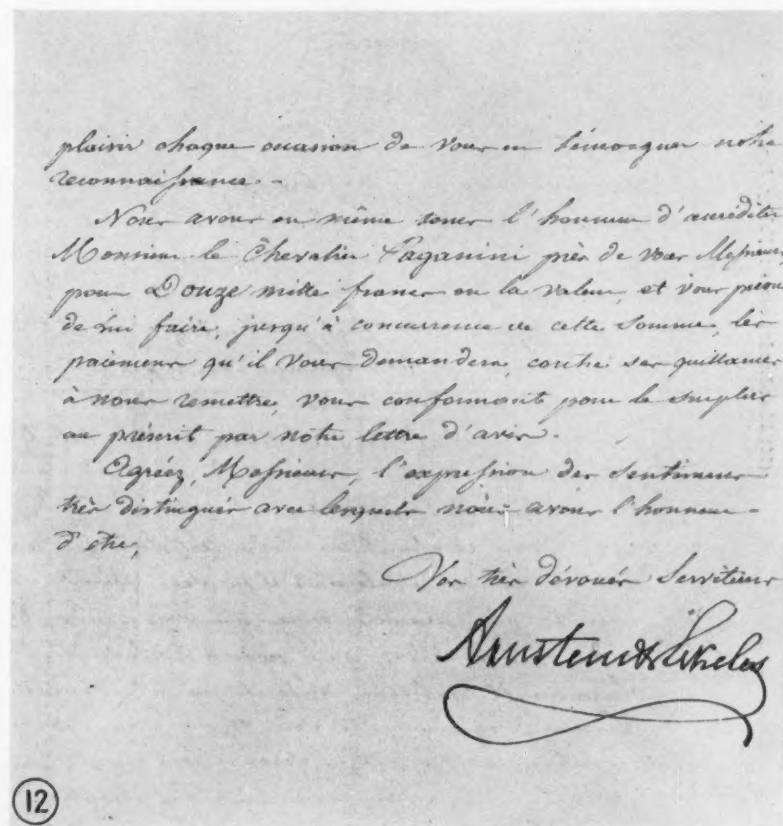 plaisir chaque occasion de vous en témoigner notre
reconnaissance.
Nous avons en même tems l'honneur d'accréditer
Monsieur le Chevalier Paganini près de vous Messieurs
pour Douze mille francs ou la valeur, et vous prions
de lui faire, jusqu'à concurrence de cette somme, les
paiemens qu'il vous demandera, contre ses quittances
à nous remettre, vous conformant pour le surplus
au préscrit par notre lettre d'avis.
Agréez, Messieurs, l'expression des sentimens
très distingués avec lesquels nous avons l'honneur
d'être,
Vos très dévoués Serviteurs
Arnstein & Eskeles
12